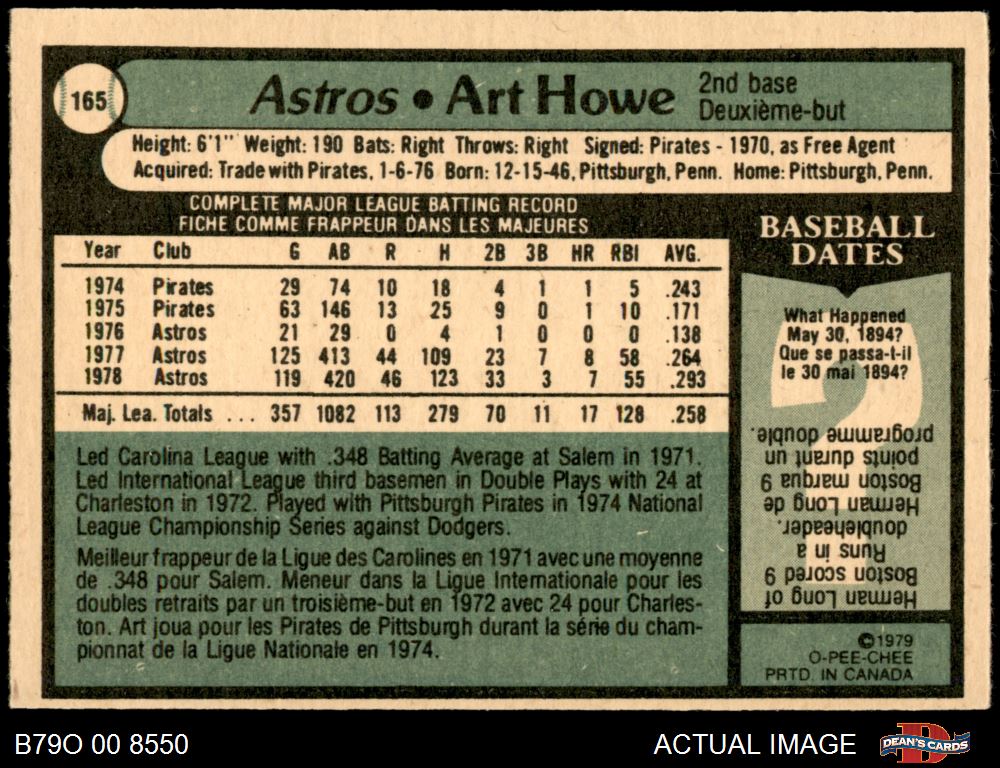 165
Astros • Art Howe
2nd base
Deuxième-but
Height: 6'1" Weight: 190 Bats: Right Throws: Right Signed: Pirates - 1970, as Free Agent
Acquired: Trade with Pirates, 1-6-76 Born: 12-15-46, Pittsburgh, Penn. Home: Pittsburgh, Penn.
COMPLETE MAJOR LEAGUE BATTING RECORD
FICHE COMME FRAPPEUR DANS LES MAJEURES
Year Club G AB R H 2B 3B HR RBI AVG.
1974 Pirates 29 74 10 18 4 1 1 5 .243
1975 Pirates 63 146 13 25 9 0 1 10 .171
1976 Astros 21 29 0 4 1 0 0 0 .138
1977 Astros 125 413 44 109 23 7 8 58 .264
1978 Astros 119 420 46 123 33 3 7 55 .293
Maj. Lea. Totals ... 357 1082 113 279 70 11 17 128 .258
Led Carolina League with .348 Batting Average at Salem in 1971.
Led International League third basemen in Double Plays with 24 at
Charleston in 1972. Played with Pittsburgh Pirates in 1974 National
League Championship Series against Dodgers.
Meilleur frappeur de la Ligue des Carolines en 1971 avec une moyenne
de .348 pour Salem. Meneur dans la Ligue Internationale pour les
doubles retraits par un troisième-but en 1972 avec 24 pour Charles-
ton. Art joua pour les Pirates de Pittsburgh durant la série du cham-
pionnat de la Ligue Nationale en 1974.
BASEBALL
DATES
What Happened
May 30, 1894?
Que se passa-t-il
le 30 mai 1894?
Herman Long of
Boston scored 9
Runs in a
doubleheader.
Herman Long de
Boston marqua 9
points durant un
programme double.
©1979
O-PEE-CHEE
PRTD. IN CANADA
B79O 00 8550
ACTUAL IMAGE
DEAN'S CARDS